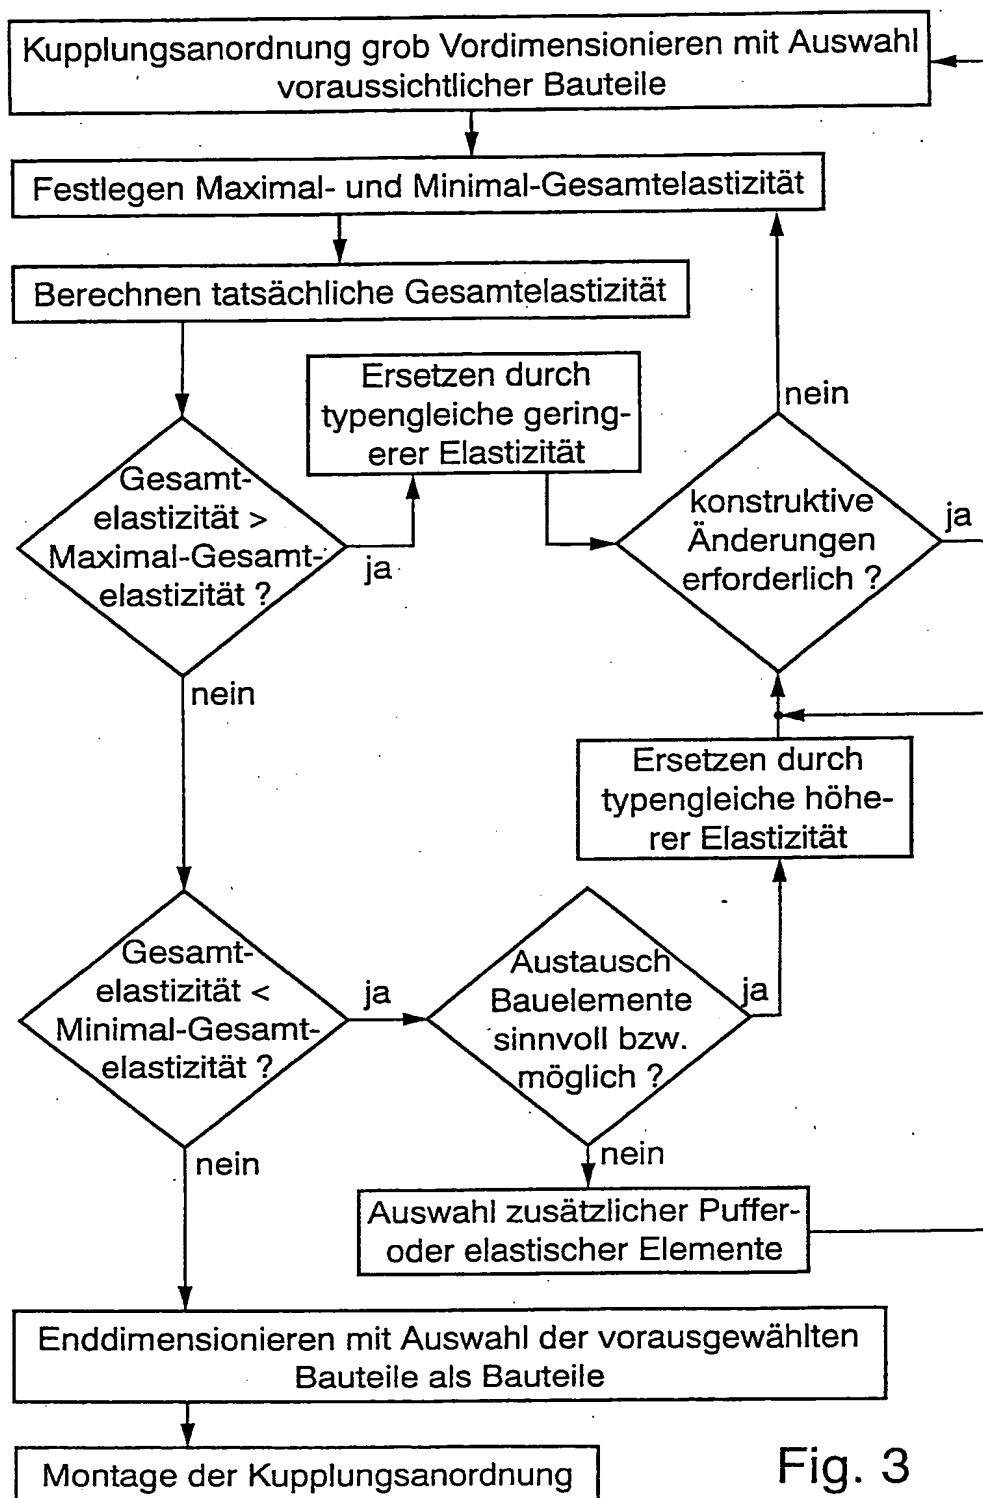 Kupplungsanordnung grob Vordimensionieren mit Auswahl
voraussichtlicher Bauteile
Festlegen Maximal- und Minimal-Gesamtelastizität
Berechnen tatsächliche Gesamtelastizität
Ersetzen durch
typengleiche gering-
erer Elastizität
nein
Gesamt-
elastizität >
Maximal-Gesamt-
elastizität ?
ja
konstruktive
Änderungen
erforderlich ?
ja
nein
Ersetzen durch
typengleiche höhe-
rer Elastizität
Gesamt-
elastizität <
Minimal-Gesamt-
elastizität ?
ja
Austausch
Bauelemente
sinnvoll bzw.
möglich ?
ja
nein
nein
Auswahl zusätzlicher Puffer-
oder elastischer Elemente
Enddimensionieren mit Auswahl der vorausgewählten
Bauteile als Bauteile
Montage der Kupplungsanordnung
Fig. 3